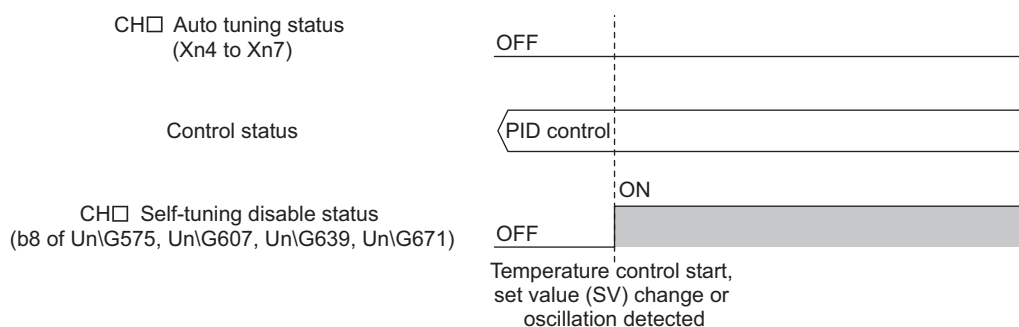 CH□ Auto tuning status
(Xn4 to Xn7)
OFF
Control status
PID control
ON
CH□ Self-tuning disable status
(b8 of Un\G575, Un\G607, Un\G639, Un\G671)
OFF
Temperature control start,
set value (SV) change or
oscillation detected